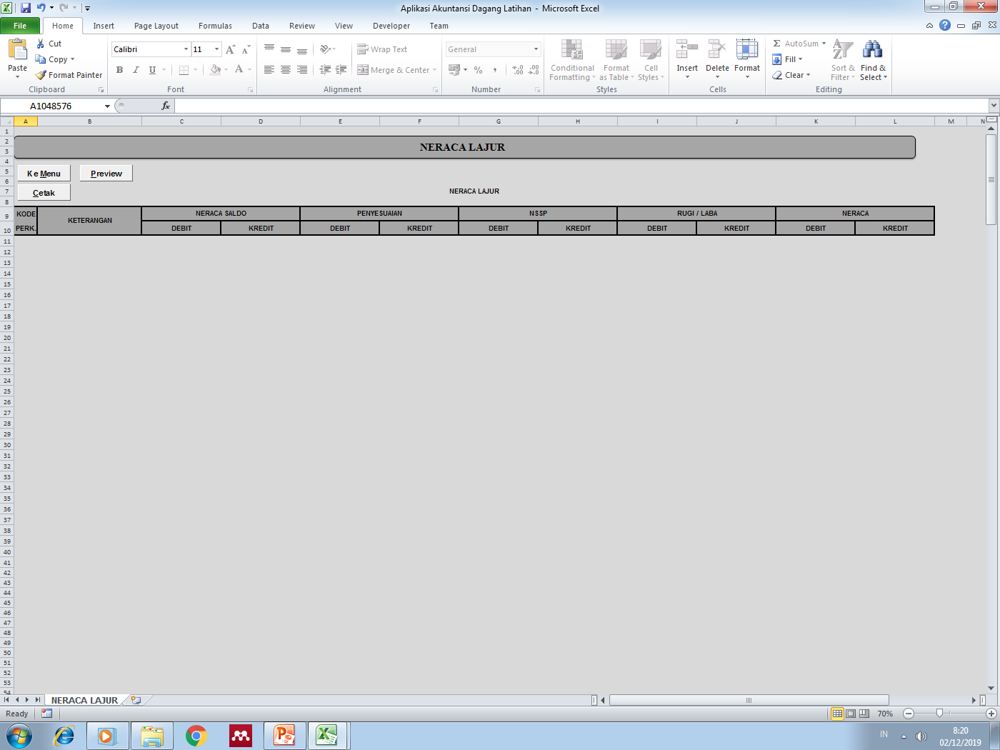 Aplikasi Akuntansi Dagang Latihan - Microsoft Excel
File Home Insert Page Layout Formulas Data Review View Developer Team
Paste
Cut
Copy
Format Painter
Clipboard
Calibri 11
B I U
Font
Wrap Text
Merge & Center
Alignment
General
% , .00
Number
Conditional Formatting
Format as Table
Cell Styles
Styles
Insert Delete Format
Cells
Σ AutoSum
Fill
Clear
Sort & Filter
Find & Select
Editing
A1048576
fx
A B C D E F G H I J K L M N
NERACA LAJUR
Ke Menu Preview
Cetak
NERACA LAJUR
KODE PERK. KETERANGAN NERACA SALDO PENYESUAIAN NSSP RUGI / LABA NERACA
DEBIT KREDIT DEBIT KREDIT DEBIT KREDIT DEBIT KREDIT DEBIT KREDIT
1
2
3
4
5
6
7
8
9
10
11
12
13
14
15
16
17
18
19
20
21
22
23
24
25
26
27
28
29
30
31
32
33
34
35
36
37
38
39
40
41
42
43
44
45
46
47
48
49
50
51
52
53
54
NERACA LAJUR
Ready 70%
IN 8:20
02/12/2019